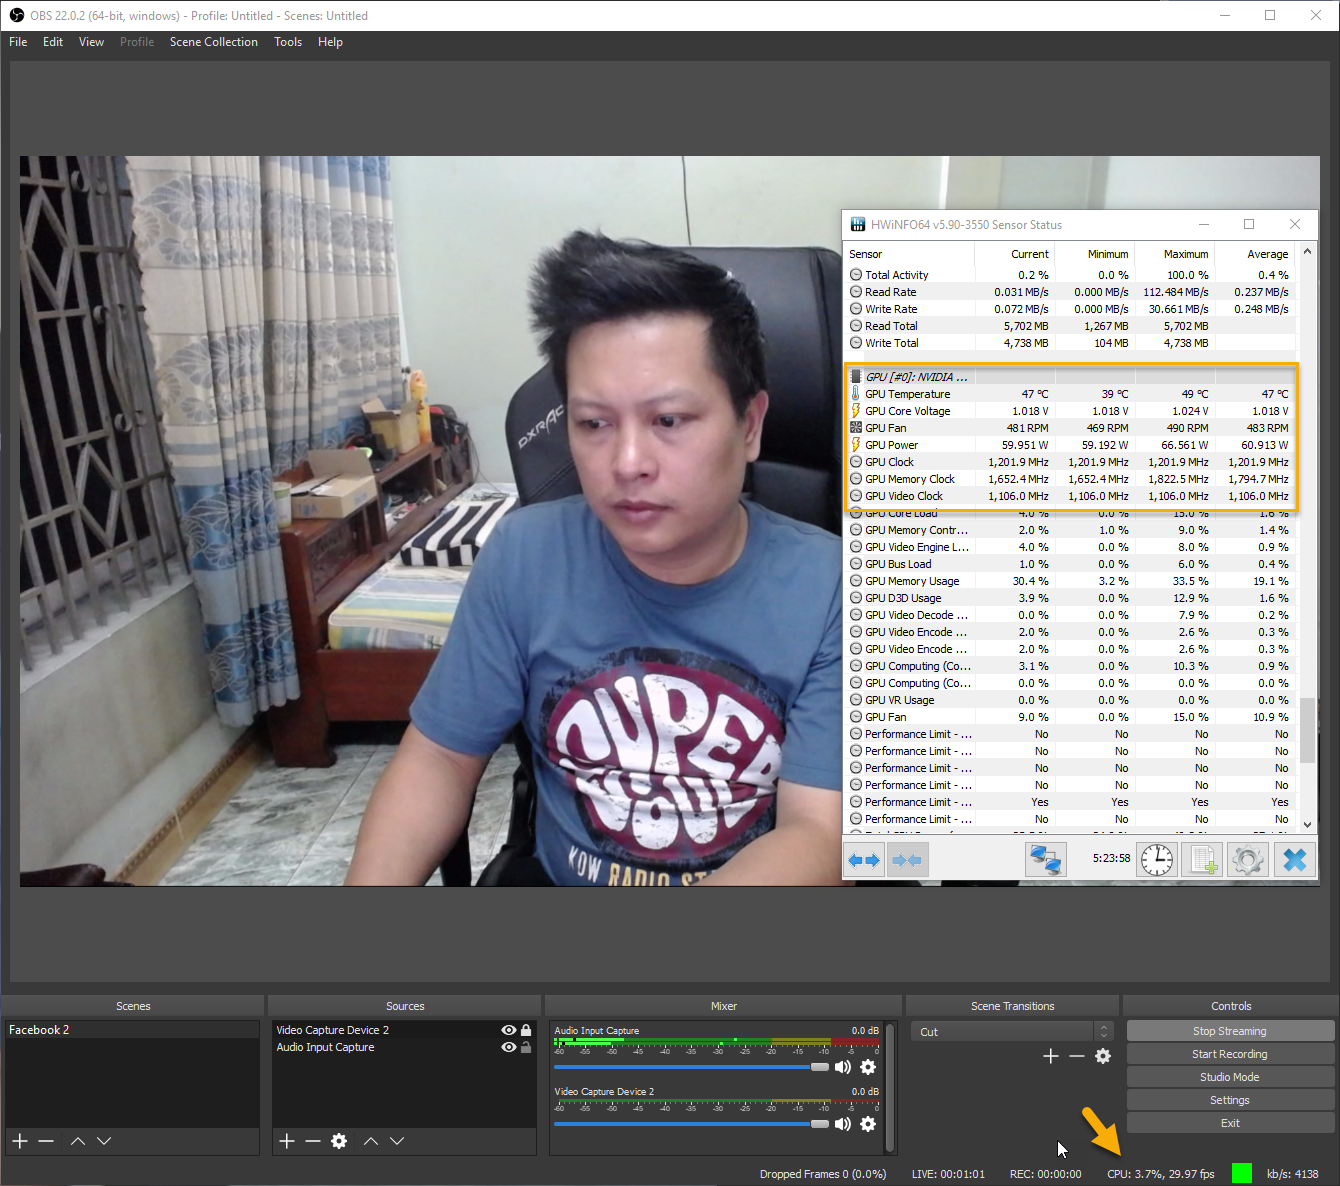 OBS 22.0.2 (64-bit, windows) - Profile: Untitled - Scenes: Untitled
File Edit View Profile Scene Collection Tools Help
HWiNFO64 v5.90-3550 Sensor Status
Sensor Current Minimum Maximum Average
Total Activity 0.2 % 0.0 % 100.0 % 0.4 %
Read Rate 0.031 MB/s 0.000 MB/s 112.484 MB/s 0.237 MB/s
Write Rate 0.072 MB/s 0.000 MB/s 30.661 MB/s 0.248 MB/s
Read Total 5,702 MB 1,267 MB 5,702 MB
Write Total 4,738 MB 104 MB 4,738 MB
GPU [#0]: NVIDIA ...
GPU Temperature 47 °C 39 °C 49 °C 47 °C
GPU Core Voltage 1.018 V 1.018 V 1.024 V 1.018 V
GPU Fan 481 RPM 469 RPM 490 RPM 483 RPM
GPU Power 59.951 W 59.192 W 66.561 W 60.913 W
GPU Clock 1,201.9 MHz 1,201.9 MHz 1,201.9 MHz 1,201.9 MHz
GPU Memory Clock 1,652.4 MHz 1,652.4 MHz 1,822.5 MHz 1,794.7 MHz
GPU Video Clock 1,106.0 MHz 1,106.0 MHz 1,106.0 MHz 1,106.0 MHz
GPU Core Load 4.0 % 0.0 % 15.0 % 1.6 %
GPU Memory Contr... 2.0 % 1.0 % 9.0 % 1.4 %
GPU Video Engine L... 4.0 % 0.0 % 8.0 % 0.9 %
GPU Bus Load 1.0 % 0.0 % 6.0 % 0.4 %
GPU Memory Usage 30.4 % 3.2 % 33.5 % 19.1 %
GPU D3D Usage 3.9 % 0.0 % 12.9 % 1.6 %
GPU Video Decode ... 0.0 % 0.0 % 7.9 % 0.2 %
GPU Video Encode ... 2.0 % 0.0 % 2.6 % 0.3 %
GPU Video Encode ... 2.0 % 0.0 % 2.6 % 0.3 %
GPU Computing (Co... 3.1 % 0.0 % 10.3 % 0.9 %
GPU Computing (Co... 0.0 % 0.0 % 0.0 % 0.0 %
GPU VR Usage 0.0 % 0.0 % 0.0 % 0.0 %
GPU Fan 9.0 % 0.0 % 15.0 % 10.9 %
Performance Limit - ... No No No No
Performance Limit - ... No No No No
Performance Limit - ... No No No No
Performance Limit - ... No No No No
Performance Limit - ... Yes Yes Yes Yes
Performance Limit - ... No No No No
5:23:58
DXRAC
SUPER
KOW RADIO ST
Scenes Sources Mixer Scene Transitions Controls
Facebook 2
Video Capture Device 2
Audio Input Capture
Audio Input Capture 0.0 dB
-60 -55 -50 -45 -40 -35 -30 -25 -20 -15 -10 -5 0
Video Capture Device 2 0.0 dB
-60 -55 -50 -45 -40 -35 -30 -25 -20 -15 -10 -5 0
Cut
Stop Streaming
Start Recording
Studio Mode
Settings
Exit
Dropped Frames 0 (0.0%) LIVE: 00:01:01 REC: 00:00:00 CPU: 3.7%, 29.97 fps kb/s: 4138